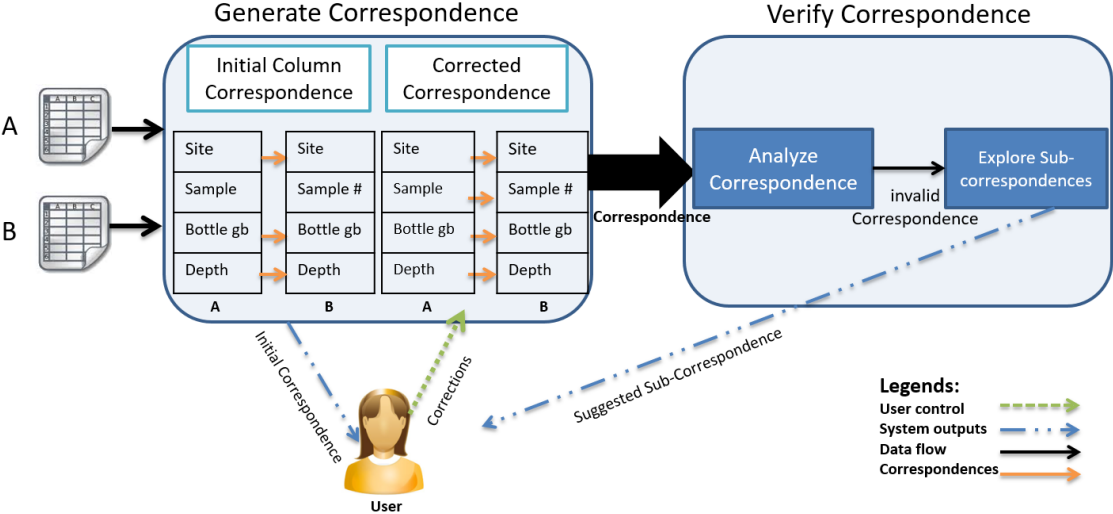 Generate Correspondence
Verify Correspondence
Initial Column
Correspondence
Corrected
Correspondence
A
B
Site
Sample
Bottle gb
Depth
A
Site
Sample #
Bottle gb
Depth
B
Site
Sample
Bottle gb
Depth
A
Site
Sample #
Bottle gb
Depth
B
Correspondence
Analyze
Correspondence
invalid
Correspondence
Explore Sub-
correspondences
Initial Correspondence
Corrections
Suggested Sub-Correspondence
User
Legends:
User control
System outputs
Data flow
Correspondences